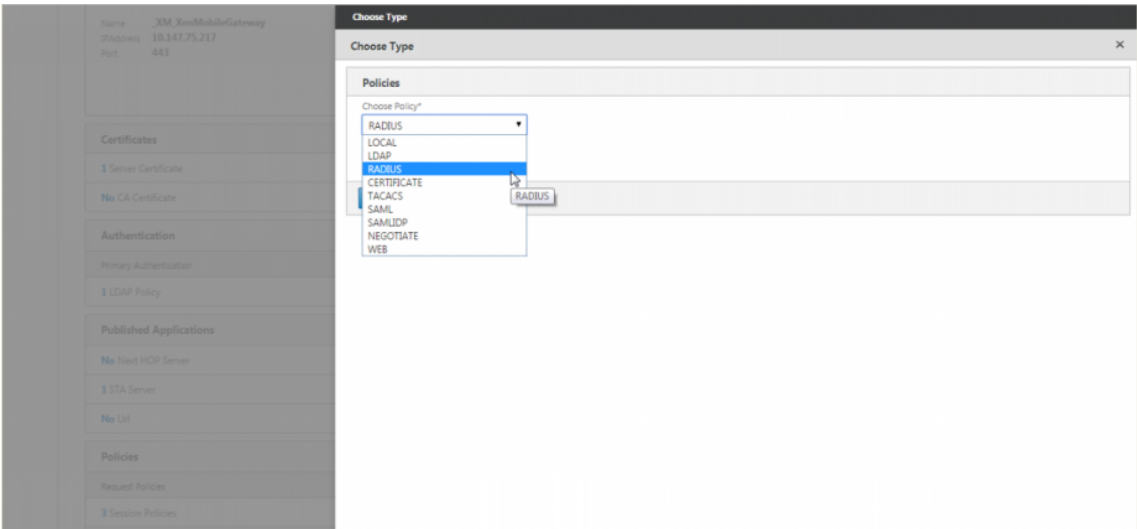 Name _XM_XenMobileGateway
IPAddress 10.147.75.217
Port 443
Certificates
1 Server Certificate
No CA Certificate
Authentication
Primary Authentication
1 LDAP Policy
Published Applications
No Next HOP Server
1 STA Server
No Url
Policies
Request Policies
3 Session Policies
Choose Type
Choose Type
×
Policies
Choose Policy*
RADIUS
LOCAL
LDAP
RADIUS
CERTIFICATE
TACACS
SAML
SAMLIDP
NEGOTIATE
WEB
RADIUS